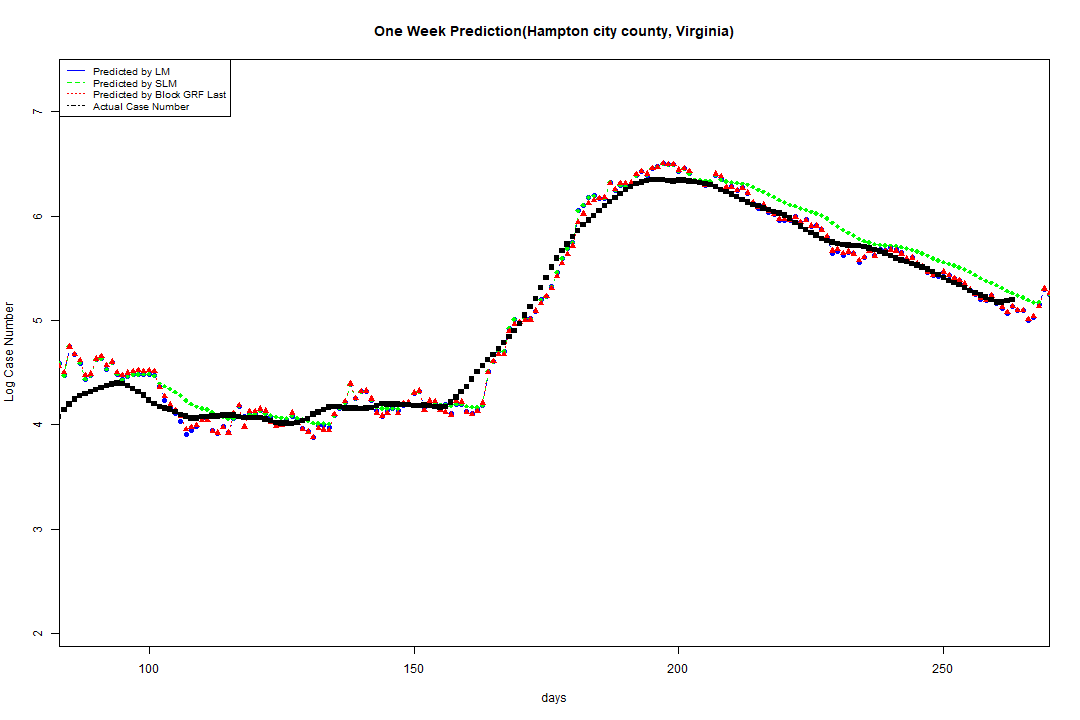 One Week Prediction(Hampton city county, Virginia)
Predicted by LM
Predicted by SLM
Predicted by Block GRF Last
Actual Case Number
Log Case Number
7
6
5
4
3
2
100
150
200
250
days